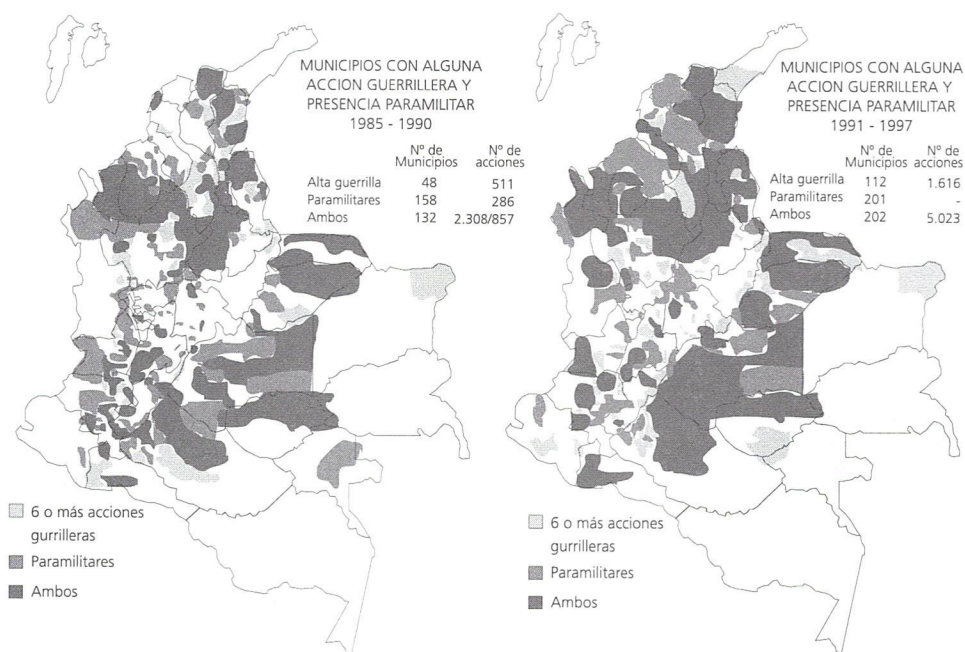 MUNICIPIOS CON ALGUNA
ACCION GUERRILLERA Y
PRESENCIA PARAMILITAR
1985 - 1990
Nº de Municipios Nº de acciones
Alta guerrilla 48 511
Paramilitares 158 286
Ambos 132 2.308/857
6 o más acciones
gurrilleras
Paramilitares
Ambos
MUNICIPIOS CON ALGUNA
ACCION GUERRILLERA Y
PRESENCIA PARAMILITAR
1991 - 1997
Nº de Municipios Nº de acciones
Alta guerrilla 112 1.616
Paramilitares 201 -
Ambos 202 5.023
6 o más acciones
gurrilleras
Paramilitares
Ambos